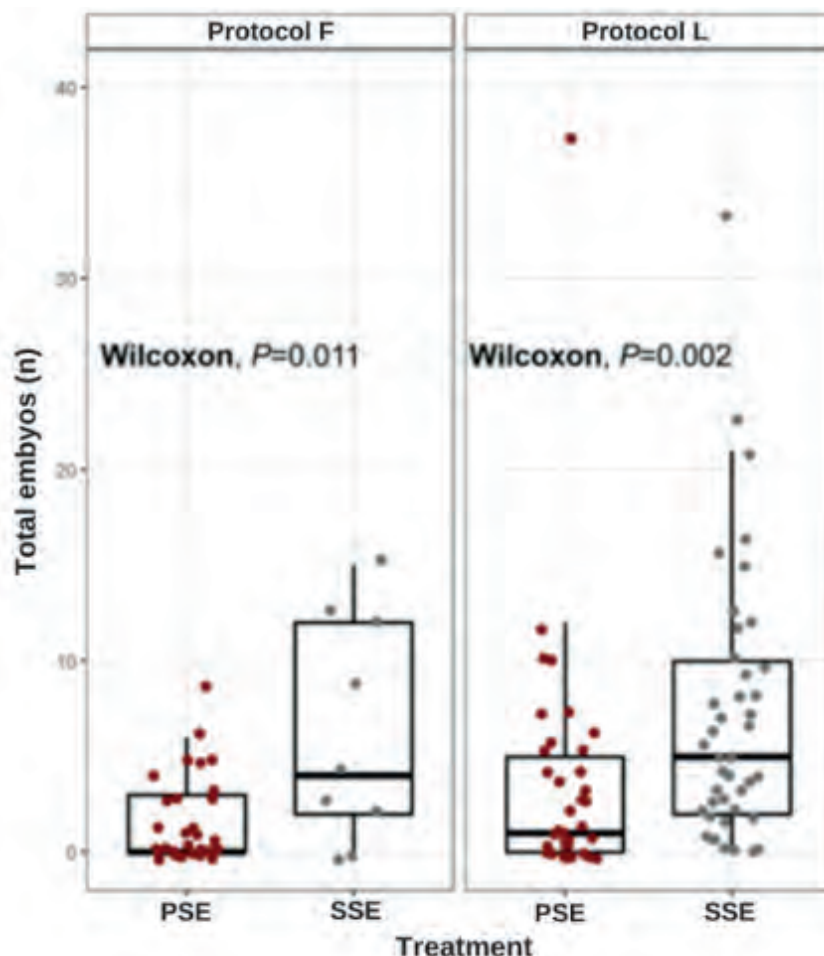 Protocol F
Protocol L
40
30
20
10
0
Total embyos (n)
Wilcoxon, P=0.011
Wilcoxon, P=0.002
PSE
SSE
PSE
SSE
Treatment